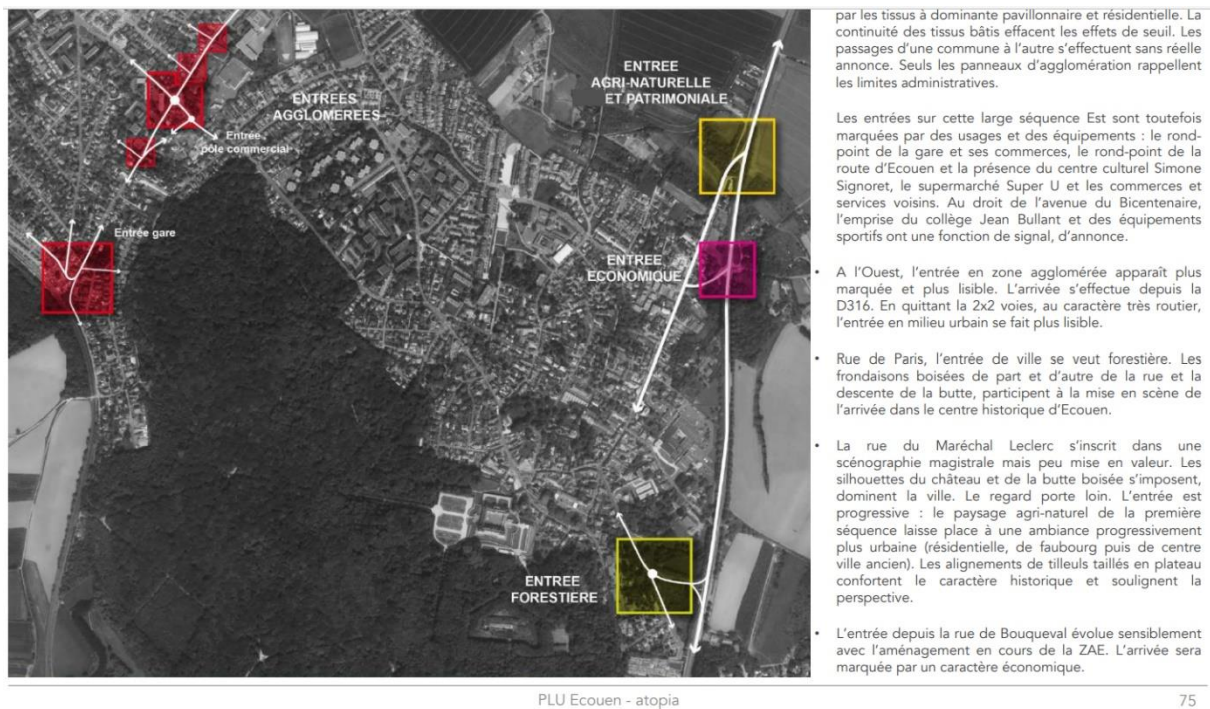 ENTREE
AGRI-NATURELLE
ET PATRIMONIALE
ENTREES
AGGLOMEREES
Entrée
pôle commercial
Entrée gare
ENTREE
ECONOMIQUE
ENTREE
FORESTIERE
par les tissus à dominante pavillonnaire et résidentielle. La
continuité des tissus bâtis effacent les effets de seuil. Les
passages d'une commune à l'autre s'effectuent sans réelle
annonce. Seuls les panneaux d'agglomération rappellent
les limites administratives.
Les entrées sur cette large séquence Est sont toutefois
marquées par des usages et des équipements : le rond-
point de la gare et ses commerces, le rond-point de la
route d'Ecouen et la présence du centre culturel Simone
Signoret, le supermarché Super U et les commerces et
services voisins. Au droit de l'avenue du Bicentenaire,
l'emprise du collège Jean Bullant et des équipements
sportifs ont une fonction de signal, d'annonce.
• A l'Ouest, l'entrée en zone agglomérée apparaît plus
marquée et plus lisible. L'arrivée s'effectue depuis la
D316. En quittant la 2x2 voies, au caractère très routier,
l'entrée en milieu urbain se fait plus lisible.
• Rue de Paris, l'entrée de ville se veut forestière. Les
frondaisons boisées de part et d'autre de la rue et la
descente de la butte, participent à la mise en scène de
l'arrivée dans le centre historique d'Ecouen.
• La rue du Maréchal Leclerc s'inscrit dans une
scénographie magistrale mais peu mise en valeur. Les
silhouettes du château et de la butte boisée s'imposent,
dominent la ville. Le regard porte loin. L'entrée est
progressive : le paysage agri-naturel de la première
séquence laisse place à une ambiance progressivement
plus urbaine (résidentielle, de faubourg puis de centre
ville ancien). Les alignements de tilleuls taillés en plateau
confortent le caractère historique et soulignent la
perspective.
• L'entrée depuis la rue de Bouqueval évolue sensiblement
avec l'aménagement en cours de la ZAE. L'arrivée sera
marquée par un caractère économique.
PLU Ecouen - atopia
75